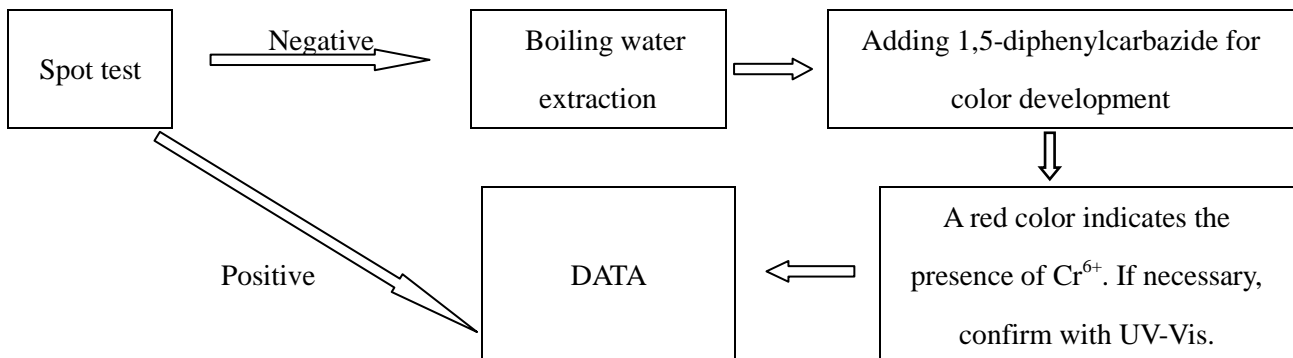 Spot test
Negative
Boiling water
extraction
Adding 1,5-diphenylcarbazide for
color development
A red color indicates the
presence of Cr⁶⁺. If necessary,
confirm with UV-Vis.
DATA
Positive